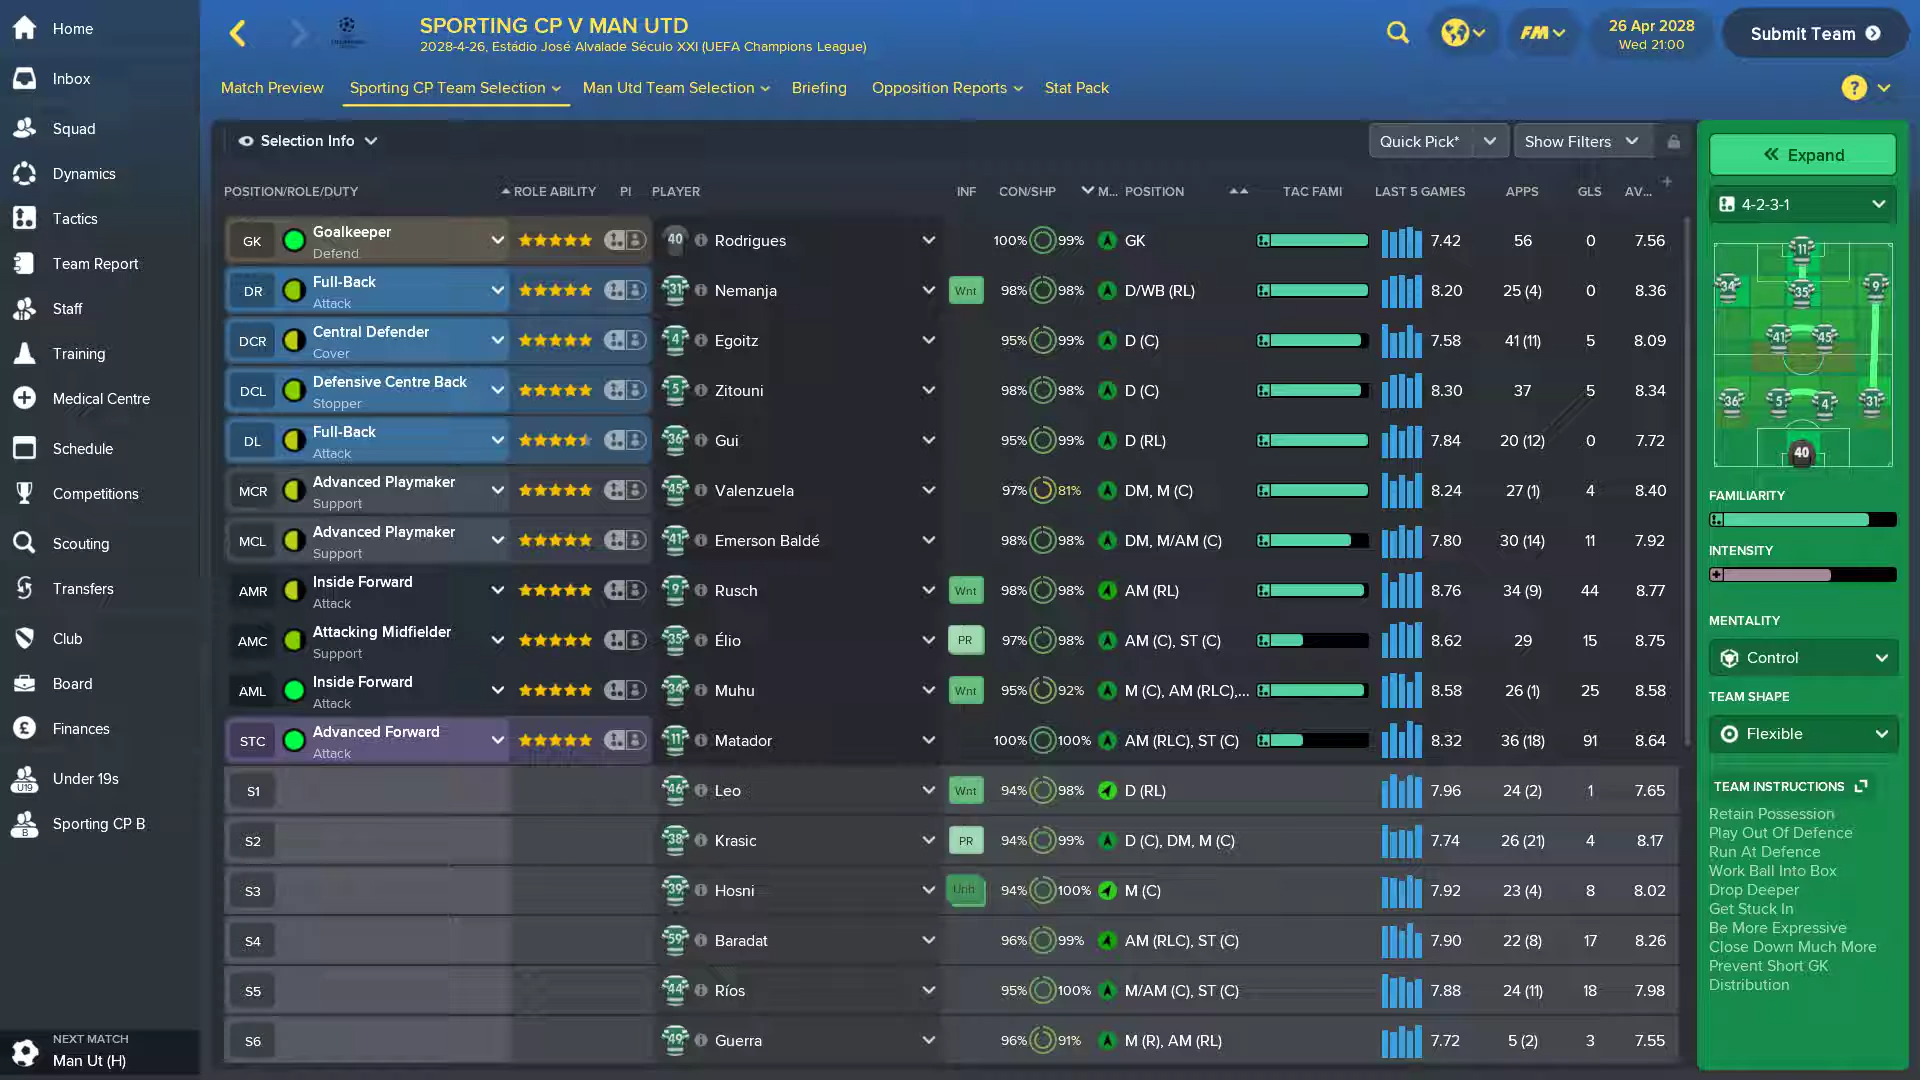 Home
Inbox
Squad
Dynamics
Tactics
Team Report
Staff
Training
Medical Centre
Schedule
Competitions
Scouting
Transfers
Club
Board
Finances
U19 Under 19s
B Sporting CP B
NEXT MATCH
Man Ut (H)
SPORTING CP V MAN UTD
2028-4-26, Estádio José Alvalade Século XXI (UEFA Champions League)
FM
26 Apr 2028
Wed 21:00
Submit Team
Match Preview Sporting CP Team Selection Man Utd Team Selection Briefing Opposition Reports Stat Pack ?
Selection Info
Quick Pick* Show Filters
POSITION/ROLE/DUTY ROLE ABILITY PI PLAYER INF CON/SHP M... POSITION TAC FAMI LAST 5 GAMES APPS GLS AV... +
GK Goalkeeper Defend 40 Rodrigues 100% 99% GK 7.42 56 0 7.56
DR Full-Back Attack 31 Nemanja Wnt 98% 98% D/WB (RL) 8.20 25 (4) 0 8.36
DCR Central Defender Cover 4 Egoitz 95% 99% D (C) 7.58 41 (11) 5 8.09
DCL Defensive Centre Back Stopper 5 Zitouni 98% 98% D (C) 8.30 37 5 8.34
DL Full-Back Attack 36 Gui 95% 99% D (RL) 7.84 20 (12) 0 7.72
MCR Advanced Playmaker Support 45 Valenzuela 97% 81% DM, M (C) 8.24 27 (1) 4 8.40
MCL Advanced Playmaker Support 41 Emerson Baldé 98% 98% DM, M/AM (C) 7.80 30 (14) 11 7.92
AMR Inside Forward Attack 9 Rusch Wnt 98% 98% AM (RL) 8.76 34 (9) 44 8.77
AMC Attacking Midfielder Support 35 Élio PR 97% 98% AM (C), ST (C) 8.62 29 15 8.75
AML Inside Forward Attack 34 Muhu Wnt 95% 92% M (C), AM (RLC),... 8.58 26 (1) 25 8.58
STC Advanced Forward Attack 11 Matador 100% 100% AM (RLC), ST (C) 8.32 36 (18) 91 8.64
S1 46 Leo Wnt 94% 98% D (RL) 7.96 24 (2) 1 7.65
S2 38 Krasic PR 94% 99% D (C), DM, M (C) 7.74 26 (21) 4 8.17
S3 39 Hosni Unh 94% 100% M (C) 7.92 23 (4) 8 8.02
S4 59 Baradat 96% 99% AM (RLC), ST (C) 7.90 22 (8) 17 8.26
S5 44 Ríos 95% 100% M/AM (C), ST (C) 7.88 24 (11) 18 7.98
S6 49 Guerra 96% 91% M (R), AM (RL) 7.72 5 (2) 3 7.55
Expand
4-2-3-1
11
34 35 9
41 45
36 5 4 31
40
FAMILIARITY
INTENSITY
MENTALITY
Control
TEAM SHAPE
Flexible
TEAM INSTRUCTIONS
Retain Possession
Play Out Of Defence
Run At Defence
Work Ball Into Box
Drop Deeper
Get Stuck In
Be More Expressive
Close Down Much More
Prevent Short GK
Distribution